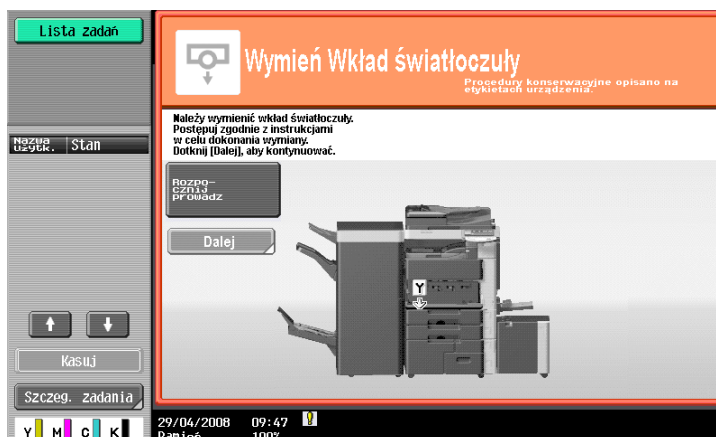 Lista zadań
Wymień Wkład światłoczuły
Procedury konserwacyjne opisano na
etykietach urządzenia.
Należy wymienić wkład światłoczuły.
Postępuj zgodnie z instrukcjami
w celu dokonania wymiany.
Dotknij [Dalej], aby kontynuować.
Nazwa
użytk.
Stan
Rozpo-
cznij
prowadz
Dalej
Y
Kasuj
Szczeg. zadania
Y M C K
29/04/2008 09:47
Pamięć 100%